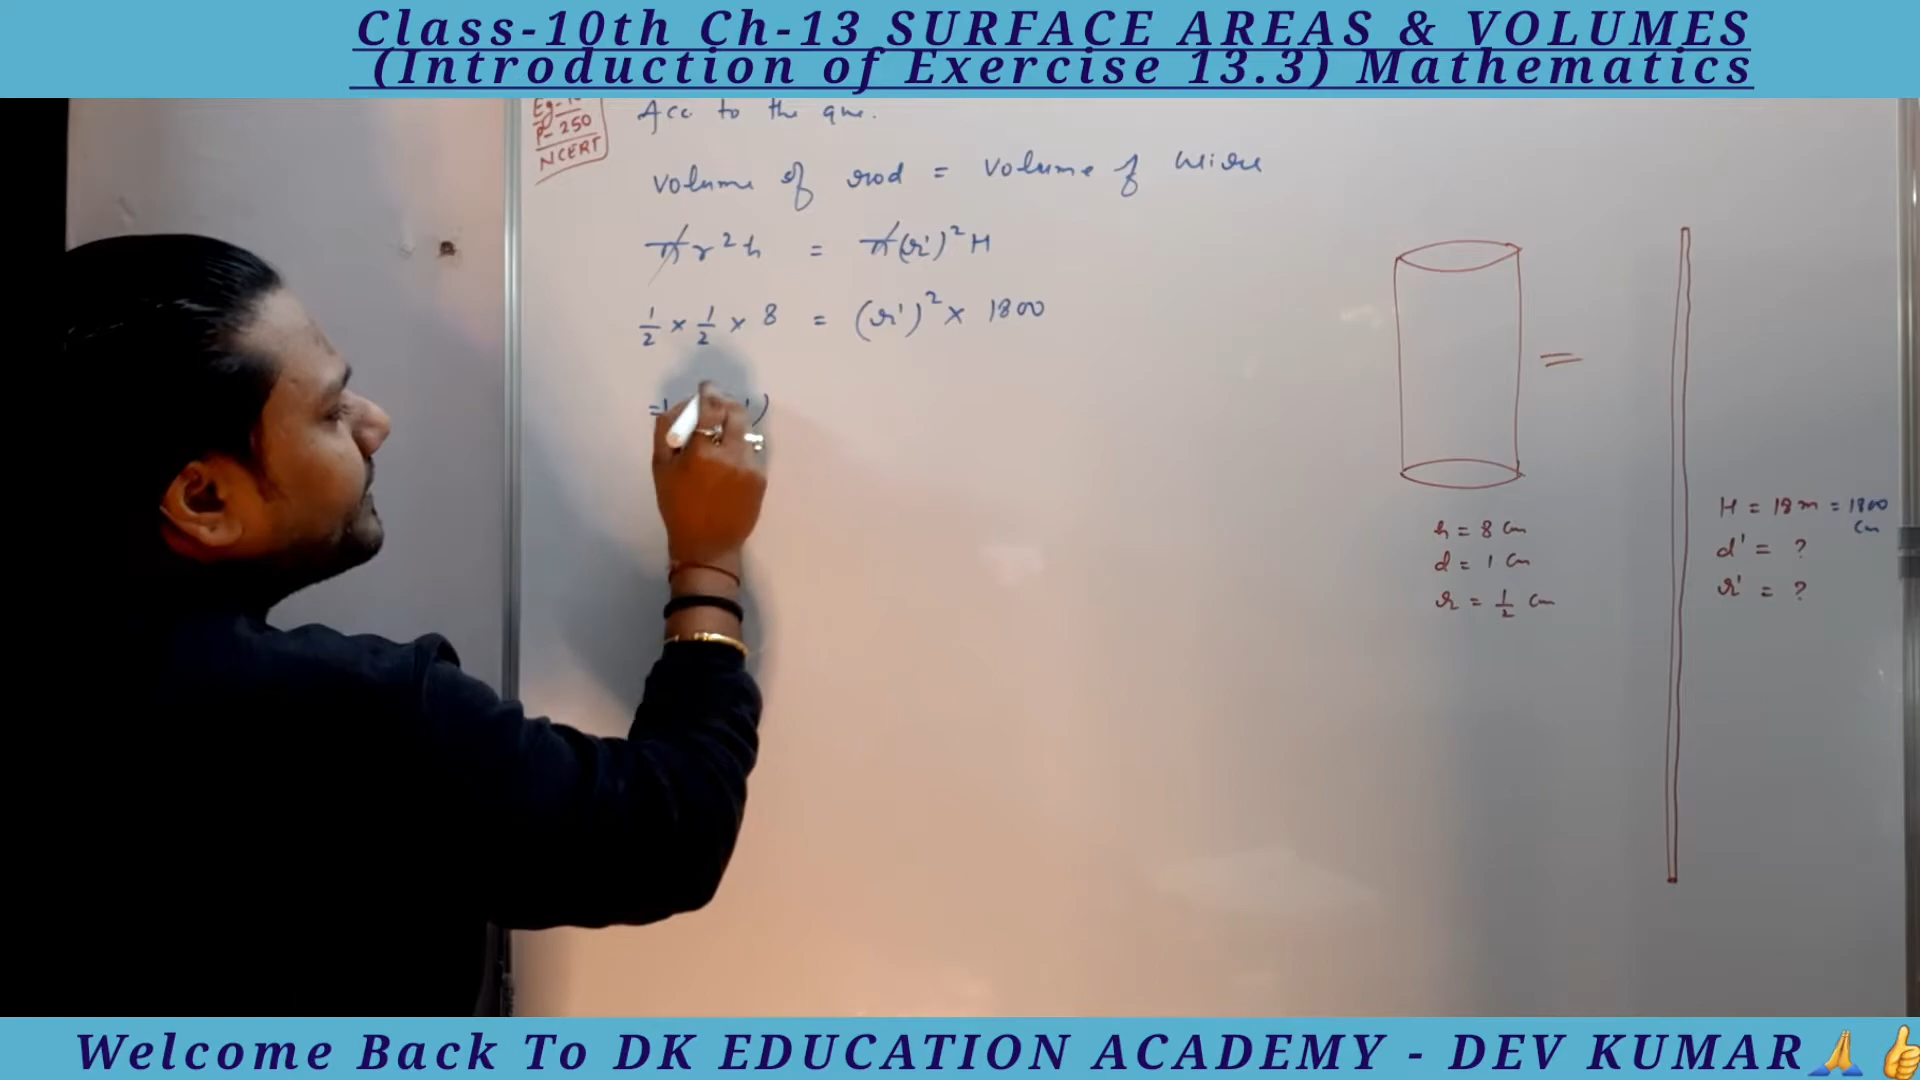 Class-10th Ch-13 SURFACE AREAS & VOLUMES
(Introduction of Exercise 13.3) Mathematics
P-250
NCERT
Acc to the que.
volume of rod = volume of wire
πr²h = π(r')²H
1/2 × 1/2 × 8 = (r')² × 1800
=
h = 8 cm
d = 1 cm
r = 1/2 cm
=
H = 18m = 1800 cm
d' = ?
r' = ?
Welcome Back To DK EDUCATION ACADEMY - DEV KUMAR🙏👍